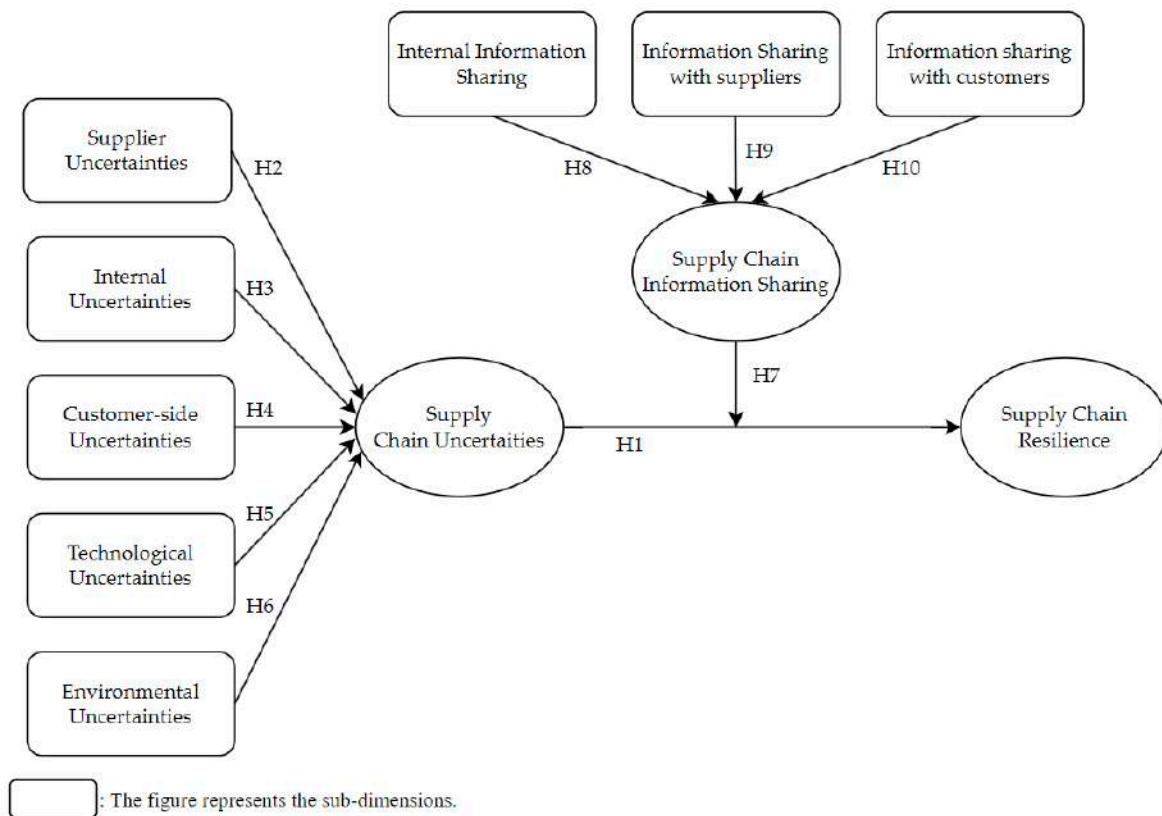 Internal Information
Sharing
Information Sharing
with suppliers
Information sharing
with customers
Supplier
Uncertainties
H2
H8
H9
H10
Internal
Uncertainties
H3
Supply Chain
Information Sharing
Customer-side
Uncertainties
H4
Supply
Chain Uncertaities
H1
H7
Supply Chain
Resilience
Technological
Uncertainties
H5
H6
Environmental
Uncertainties
: The figure represents the sub-dimensions.